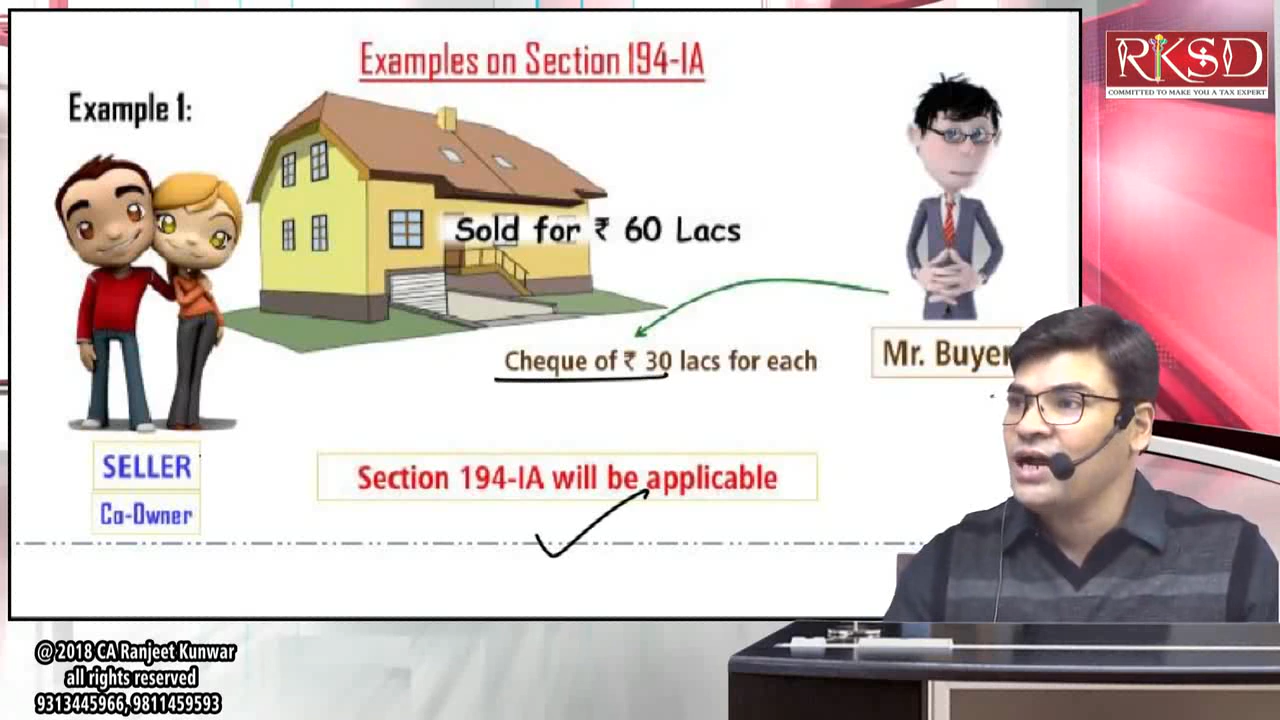 Examples on Section 194-IA
RKSD
COMMITTED TO MAKE YOU A TAX EXPERT
Example 1:
Sold for ₹ 60 Lacs
Cheque of ₹ 30 lacs for each
Mr. Buyer
SELLER
Co-Owner
Section 194-IA will be applicable
@ 2018 CA Ranjeet Kunwar
all rights reserved
9313445966, 9811459593